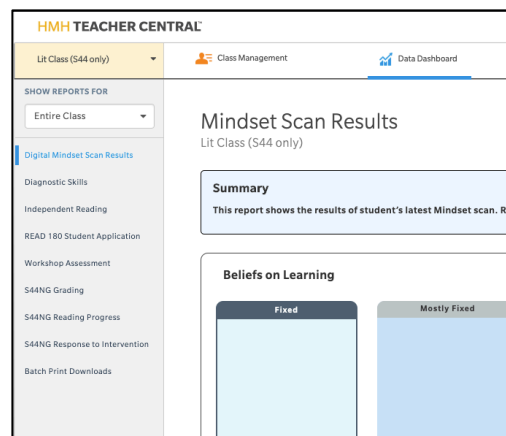 HMH TEACHER CENTRAL
Lit Class (S44 only)
Class Management
Data Dashboard
SHOW REPORTS FOR
Entire Class
Digital Mindset Scan Results
Diagnostic Skills
Independent Reading
READ 180 Student Application
Workshop Assessment
S44NG Grading
S44NG Reading Progress
S44NG Response to Intervention
Batch Print Downloads
Mindset Scan Results
Lit Class (S44 only)
Summary
This report shows the results of student's latest Mindset scan. R
Beliefs on Learning
Fixed
Mostly Fixed